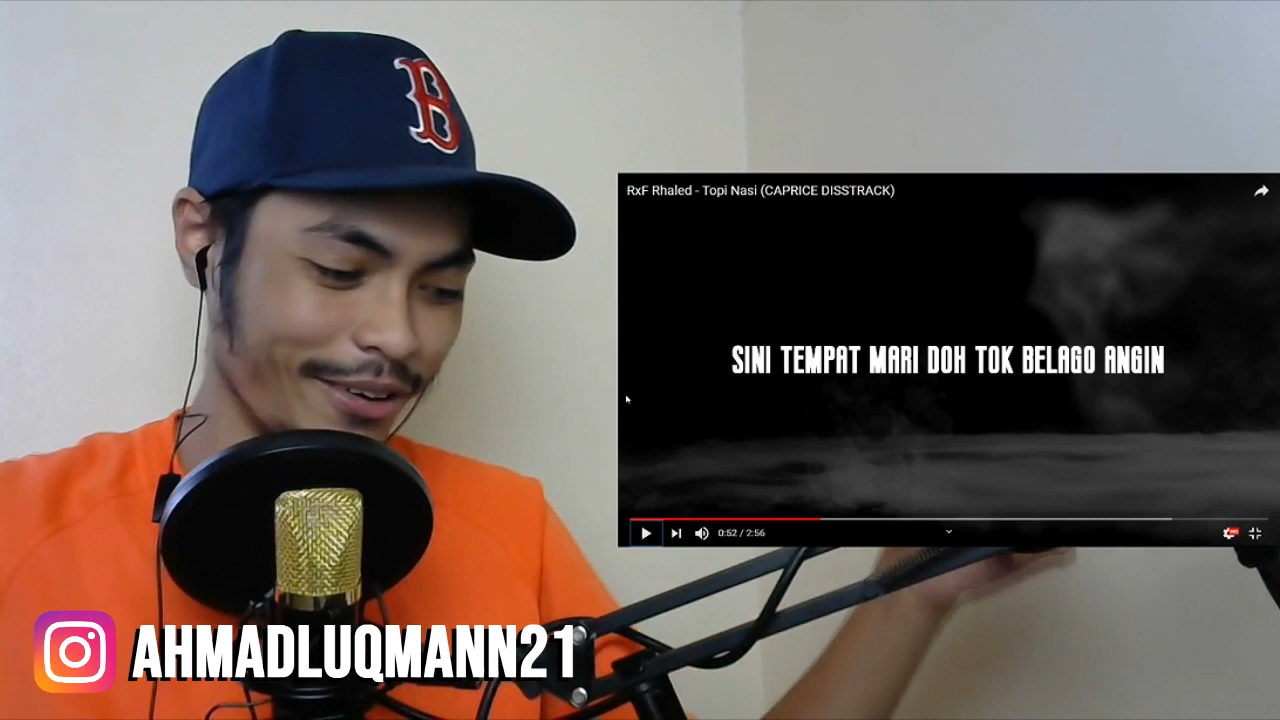 B
RxF Rhaled - Topi Nasi (CAPRICE DISSTRACK)
SINI TEMPAT MARI DOH TOK BELAGO ANGIN
0:52 / 2:56
AHMADLUQMANN21